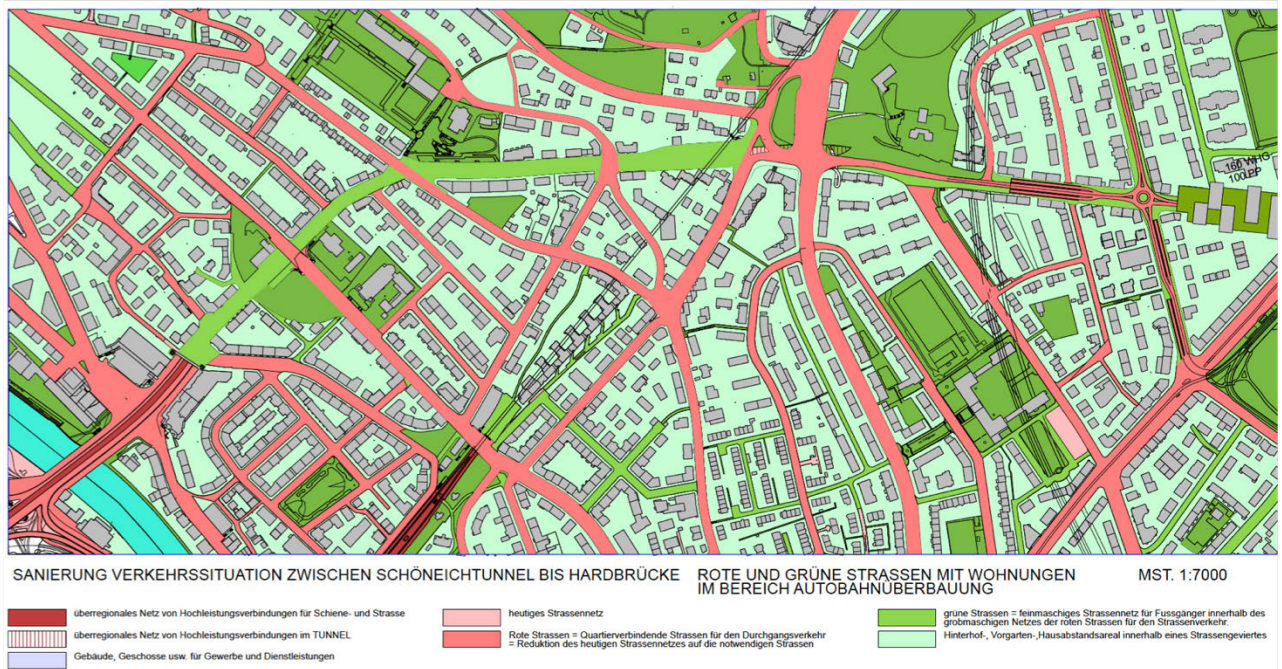 160 WHG
100 PP
SANIERUNG VERKEHRSSITUATION ZWISCHEN SCHÖNEICHTUNNEL BIS HARDBRÜCKE
ROTE UND GRÜNE STRASSEN MIT WOHNUNGEN
IM BEREICH AUTOBAHNÜBERBAUUNG
MST. 1:7000
überregionales Netz von Hochleistungsverbindungen für Schiene- und Strasse
überregionales Netz von Hochleistungsverbindungen im TUNNEL
Gebäude, Geschosse usw. für Gewerbe und Dienstleistungen
heutiges Strassennetz
Rote Strassen = Quartierverbindende Strassen für den Durchgangsverkehr
= Reduktion des heutigen Strassennetzes auf die notwendigen Strassen
grüne Strassen = feinmaschiges Strassennetz für Fussgänger innerhalb des
grobmaschigen Netzes der roten Strassen für den Strassenverkehr.
Hinterhof-, Vorgarten-,Hausabstandsareal innerhalb eines Strassengeviertes